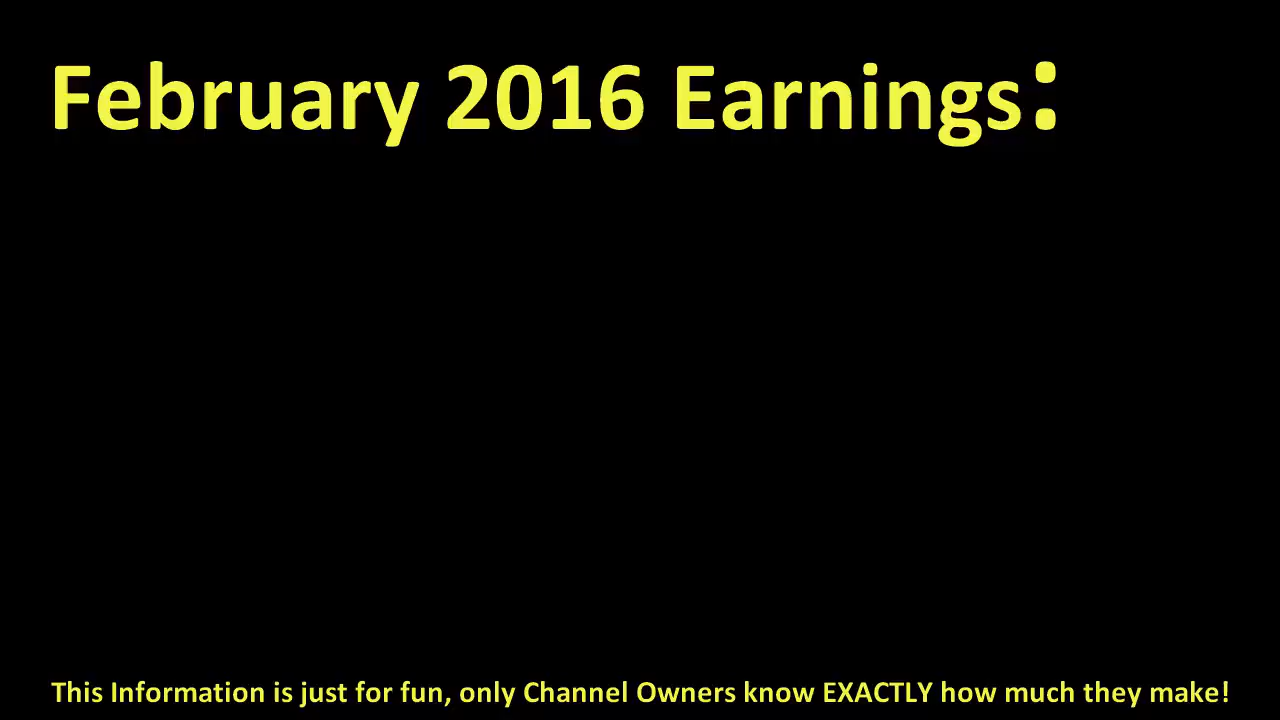 February 2016 Earnings:
This Information is just for fun, only Channel Owners know EXACTLY how much they make!